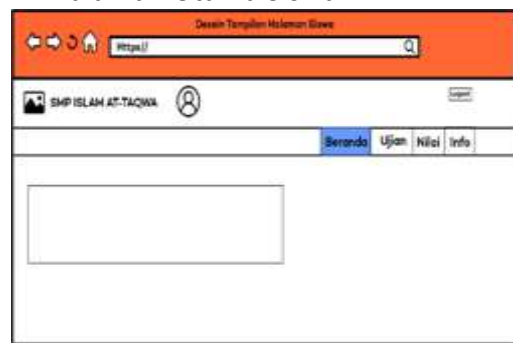 Desain Tampilan Halaman Siswa
Https//
SMP ISLAM AT-TAQWA
Logout
Beranda Ujian Nilai Info